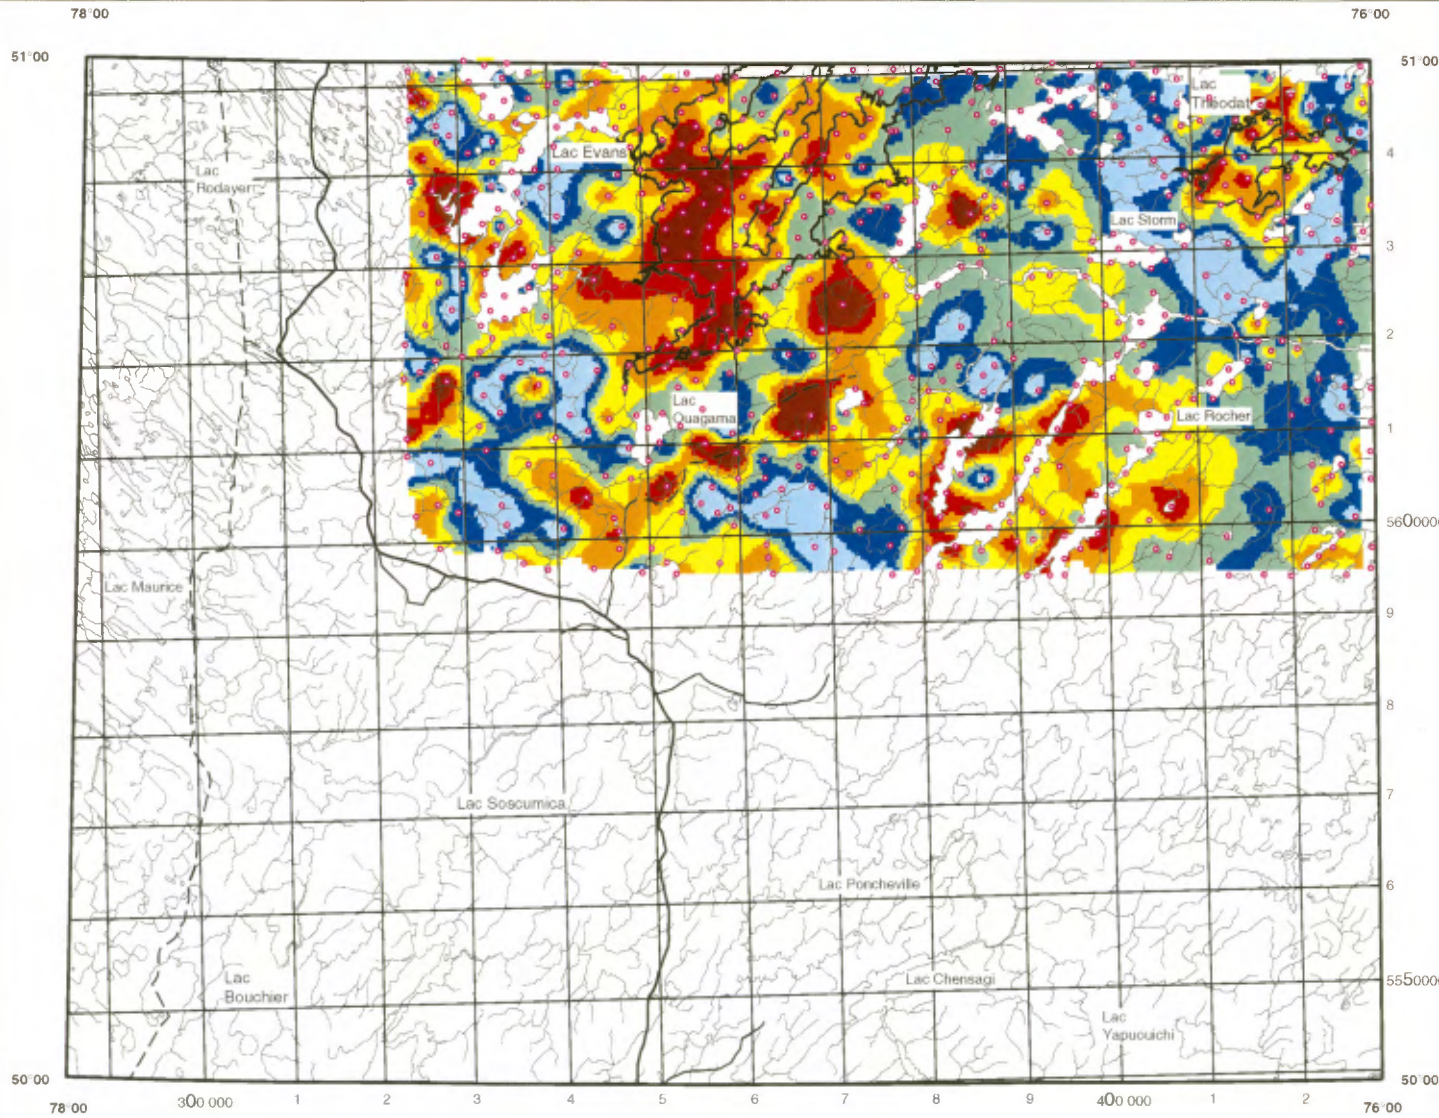 78°00
76°00
51°00
51°00
Lac
Théodat
Lac Evans
4
Lac
Rodayer
Lac Storm
3
2
Lac
Ouagama
Lac Rocher
1
5600000
Lac Maurice
9
8
7
Lac Soscumica
Lac Poncheville
6
Lac
Bouchier
Lac Chensagi
5550000
Lac
Yapuouichi
50°00
50°00
78°00
300 000
1
2
3
4
5
6
7
8
9
400 000
1
2
76°00